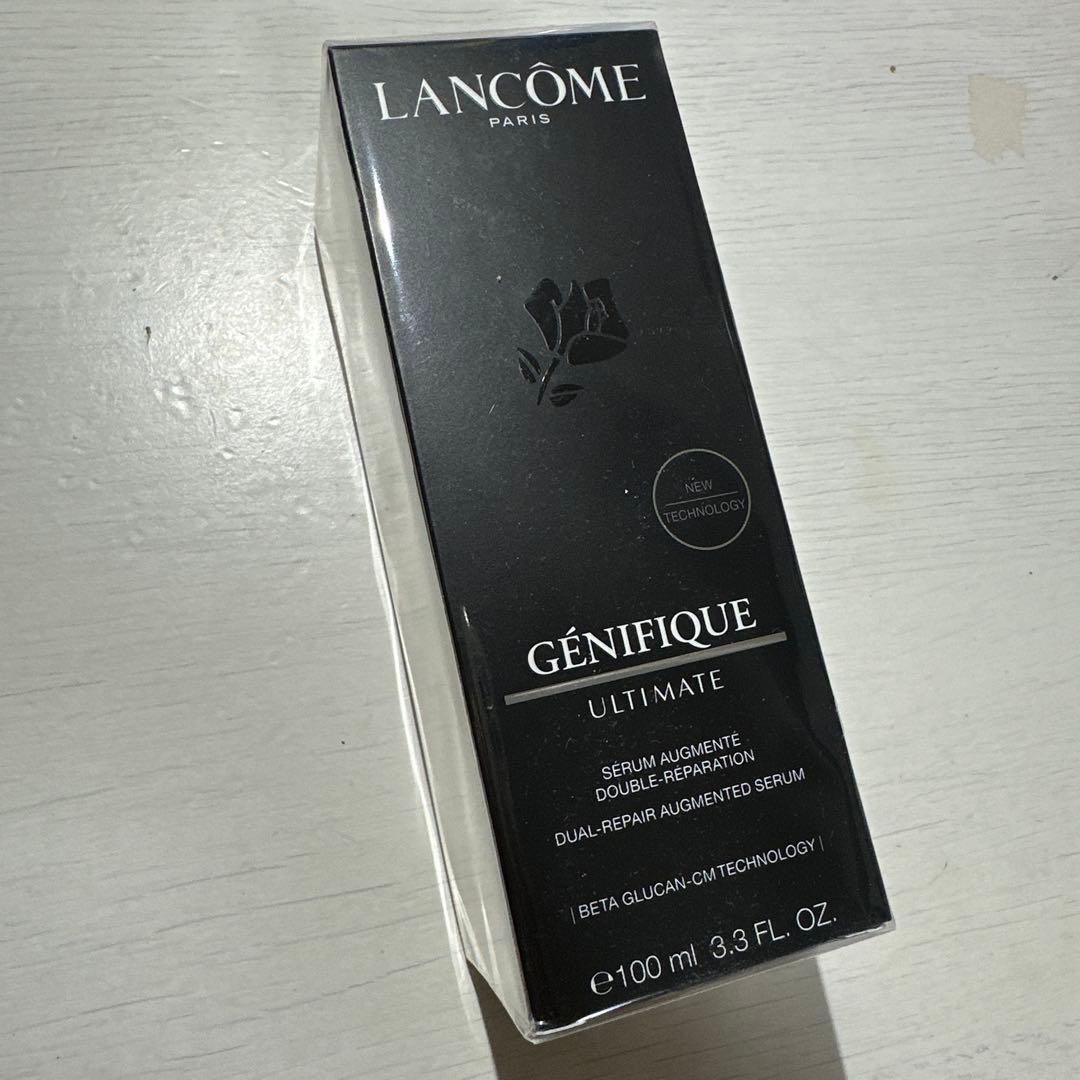 LANCÔME
PARIS
NEW
TECHNOLOGY
GÉNIFIQUE
ULTIMATE
SÉRUM AUGMENTÉ
DOUBLE-RÉPARATION
DUAL-REPAIR AUGMENTED SERUM
| BETA GLUCAN-CM TECHNOLOGY |
℮100 ml 3.3 FL. OZ.